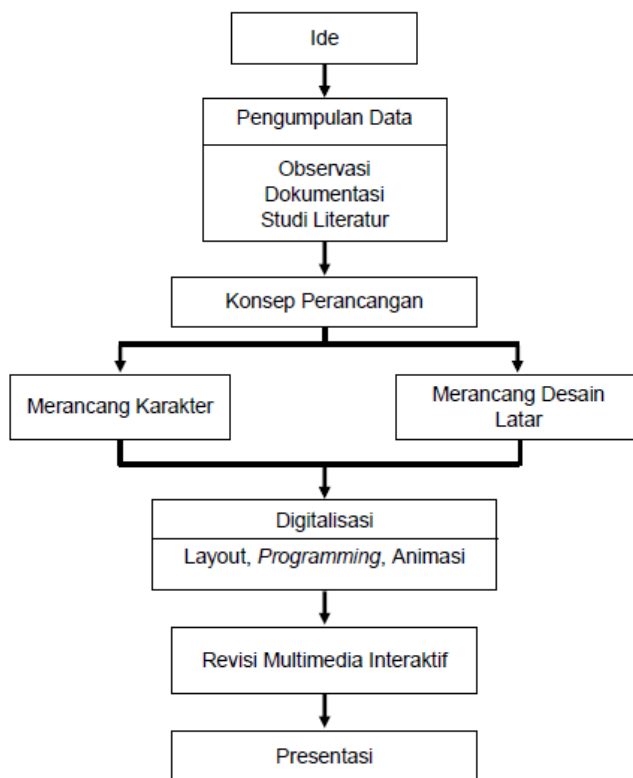 Ide
Pengumpulan Data
Observasi
Dokumentasi
Studi Literatur
Konsep Perancangan
Merancang Karakter
Merancang Desain
Latar
Digitalisasi
Layout, Programming, Animasi
Revisi Multimedia Interaktif
Presentasi